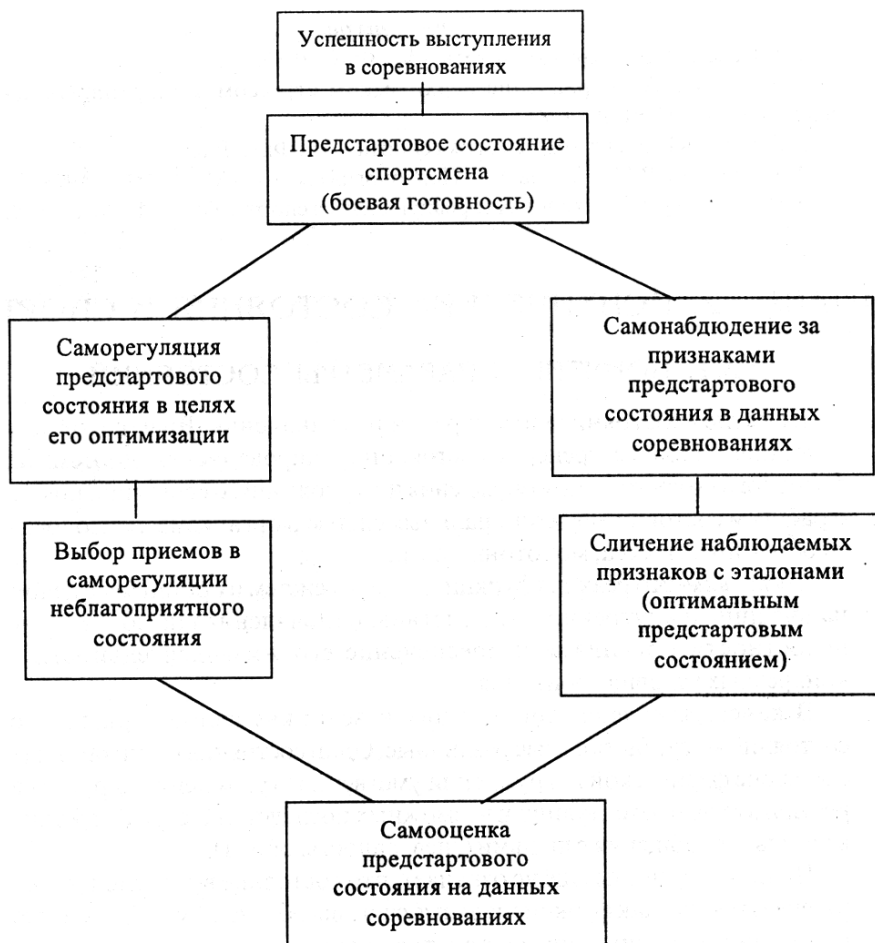 Успешность выступления
в соревнованиях
Предстартовое состояние
спортсмена
(боевая готовность)
Саморегуляция
предстартового
состояния в целях
его оптимизации
Самонабдюдение за
признаками
предстартового
состояния в данных
соревнованиях
Выбор приемов в
саморегуляции
неблагоприятного
состояния
Сличение наблюдаемых
признаков с эталонами
(оптимальным
предстартовым
состоянием)
Самооценка
предстартового
состояния на данных
соревнованиях